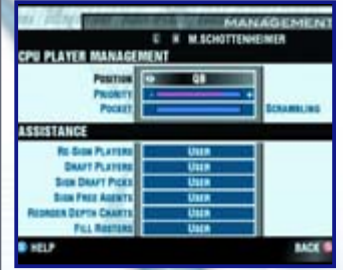 MANAGEMENT
M.SCHOTTENHEIMER
CPU PLAYER MANAGEMENT
POSITION QB
PRIORITY - +
POCKET SCRAMBLING
ASSISTANCE
RE-SIGN PLAYERS USER
DRAFT PLAYERS USER
SIGN DRAFT PICKS USER
SIGN FREE AGENTS USER
REORDER DEPTH CHARTS USER
FILL ROSTERS USER
HELP BACK